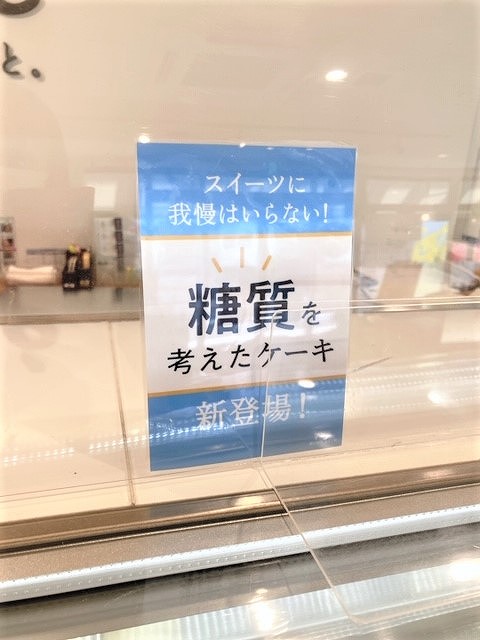 と、
スイーツに
我慢はいらない!
糖質を
考えたケーキ
新登場!